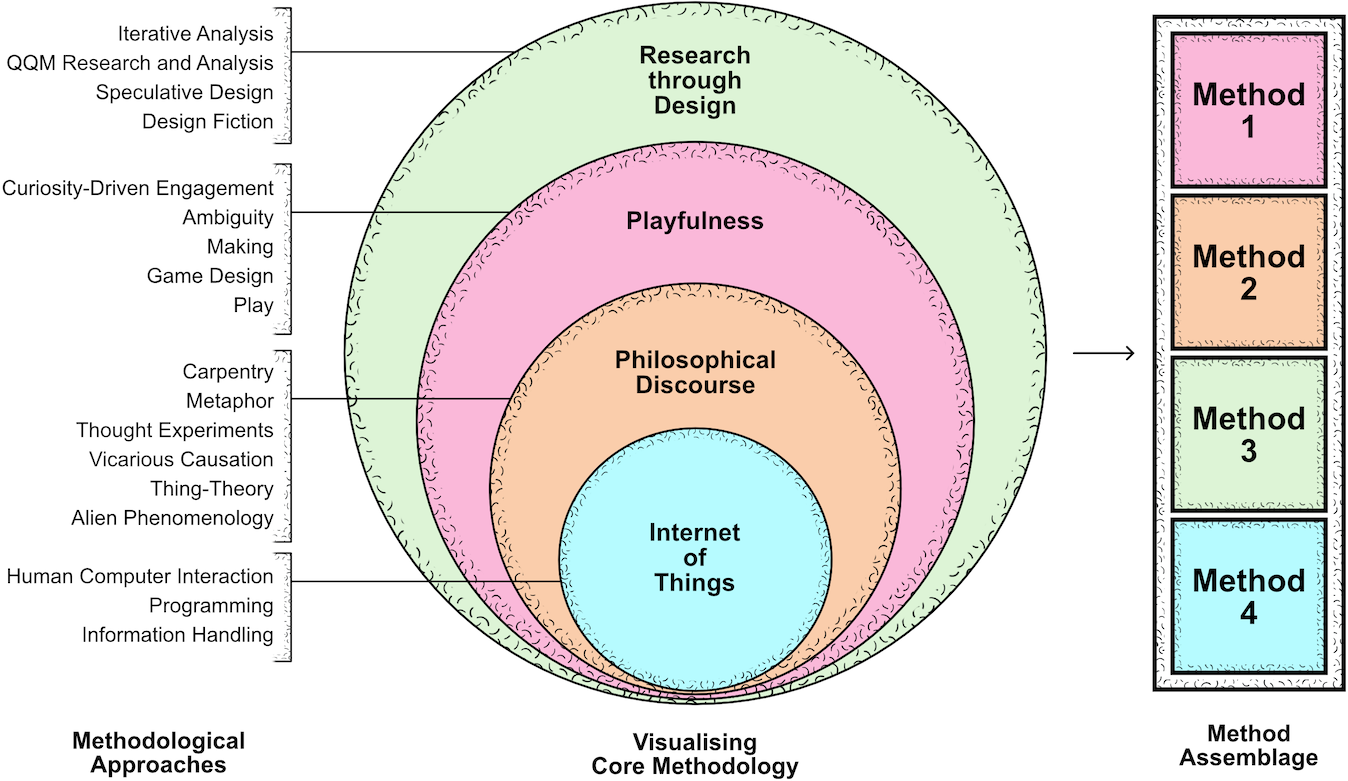 Iterative Analysis
QQM Research and Analysis
Speculative Design
Design Fiction
Curiosity-Driven Engagement
Ambiguity
Making
Game Design
Play
Carpentry
Metaphor
Thought Experiments
Vicarious Causation
Thing-Theory
Alien Phenomenology
Human Computer Interaction
Programming
Information Handling
Methodological
Approaches
Research
through
Design
Playfulness
Philosophical
Discourse
Internet
of
Things
Visualising
Core Methodology
Method
1
Method
2
Method
3
Method
4
Method
Assemblage